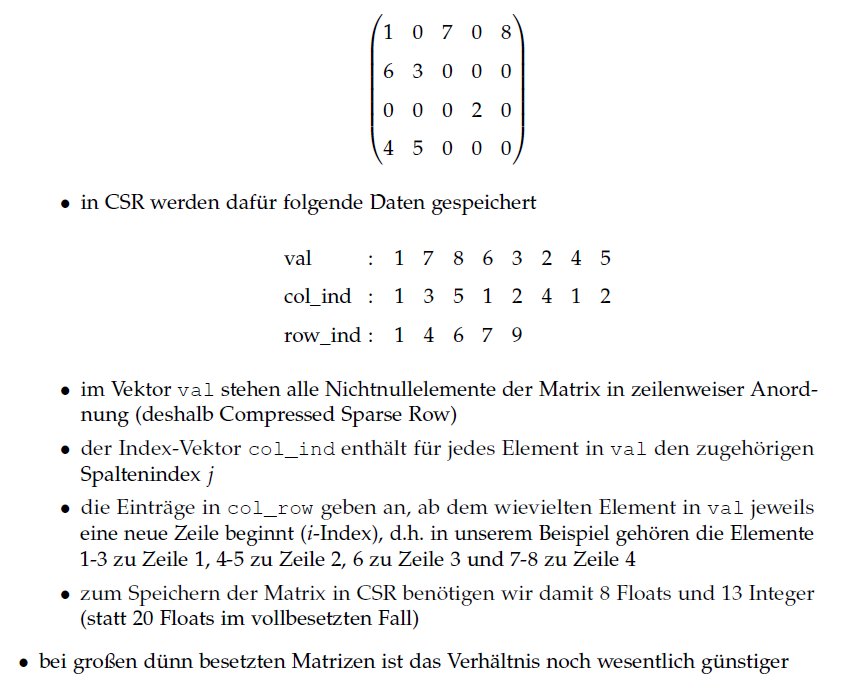 1 0 7 0 8
6 3 0 0 0
0 0 0 2 0
4 5 0 0 0
• in CSR werden dafür folgende Daten gespeichert
val : 1 7 8 6 3 2 4 5
col_ind : 1 3 5 1 2 4 1 2
row_ind : 1 4 6 7 9
• im Vektor val stehen alle Nichtnullelemente der Matrix in zeilenweiser Anord-
nung (deshalb Compressed Sparse Row)
• der Index-Vektor col_ind enthält für jedes Element in val den zugehörigen
Spaltenindex j
• die Einträge in col_row geben an, ab dem wievielten Element in val jeweils
eine neue Zeile beginnt (i-Index), d.h. in unserem Beispiel gehören die Elemente
1-3 zu Zeile 1, 4-5 zu Zeile 2, 6 zu Zeile 3 und 7-8 zu Zeile 4
• zum Speichern der Matrix in CSR benötigen wir damit 8 Floats und 13 Integer
(statt 20 Floats im vollbesetzten Fall)
• bei großen dünn besetzten Matrizen ist das Verhältnis noch wesentlich günstiger